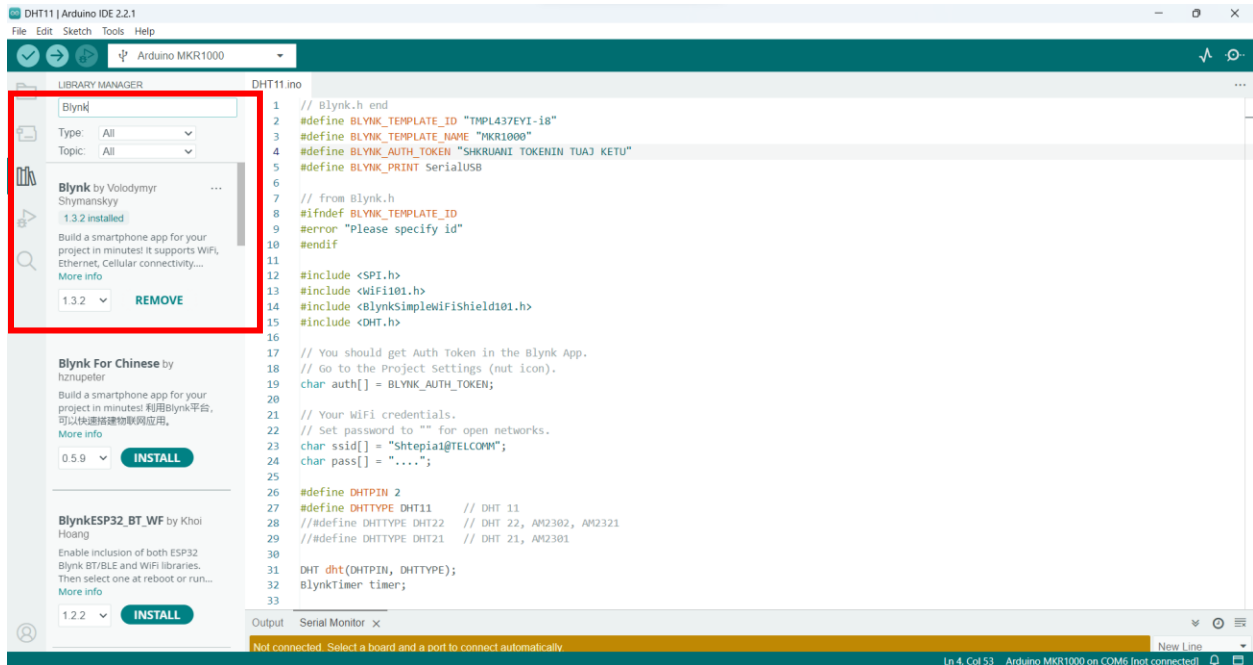 DHT11 | Arduino IDE 2.2.1
File Edit Sketch Tools Help
Arduino MKR1000
LIBRARY MANAGER
Blynk
Type: All
Topic: All
Blynk by Volodymyr
Shymanskyy
1.3.2 installed
Build a smartphone app for your
project in minutes! It supports WiFi,
Ethernet, Cellular connectivity....
More info
1.3.2 REMOVE
Blynk For Chinese by
hznupeter
Build a smartphone app for your
project in minutes! 利用Blynk平台,
可以快速搭建物联网应用。
More info
0.5.9 INSTALL
BlynkESP32_BT_WF by Khoi
Hoang
Enable inclusion of both ESP32
Blynk BT/BLE and WiFi libraries.
Then select one at reboot or run...
More info
1.2.2 INSTALL
DHT11.ino
1 // Blynk.h end
2 #define BLYNK_TEMPLATE_ID "TMPL437EYI-i8"
3 #define BLYNK_TEMPLATE_NAME "MKR1000"
4 #define BLYNK_AUTH_TOKEN "SHKRUANI TOKENIN TUAJ KETU"
5 #define BLYNK_PRINT SerialUSB
6
7 // from Blynk.h
8 #ifndef BLYNK_TEMPLATE_ID
9 #error "Please specify id"
10 #endif
11
12 #include <SPI.h>
13 #include <WiFi101.h>
14 #include <BlynkSimpleWiFiShield101.h>
15 #include <DHT.h>
16
17 // You should get Auth Token in the Blynk App.
18 // Go to the Project Settings (nut icon).
19 char auth[] = BLYNK_AUTH_TOKEN;
20
21 // Your WiFi credentials.
22 // Set password to "" for open networks.
23 char ssid[] = "Shtepia1@TELCOMM";
24 char pass[] = "....";
25
26 #define DHTPIN 2
27 #define DHTTYPE DHT11 // DHT 11
28 //#define DHTTYPE DHT22 // DHT 22, AM2302, AM2321
29 //#define DHTTYPE DHT21 // DHT 21, AM2301
30
31 DHT dht(DHTPIN, DHTTYPE);
32 BlynkTimer timer;
33
Output Serial Monitor
Not connected. Select a board and a port to connect automatically.
New Line
Ln 4, Col 53 Arduino MKR1000 on COM6 [not connected]